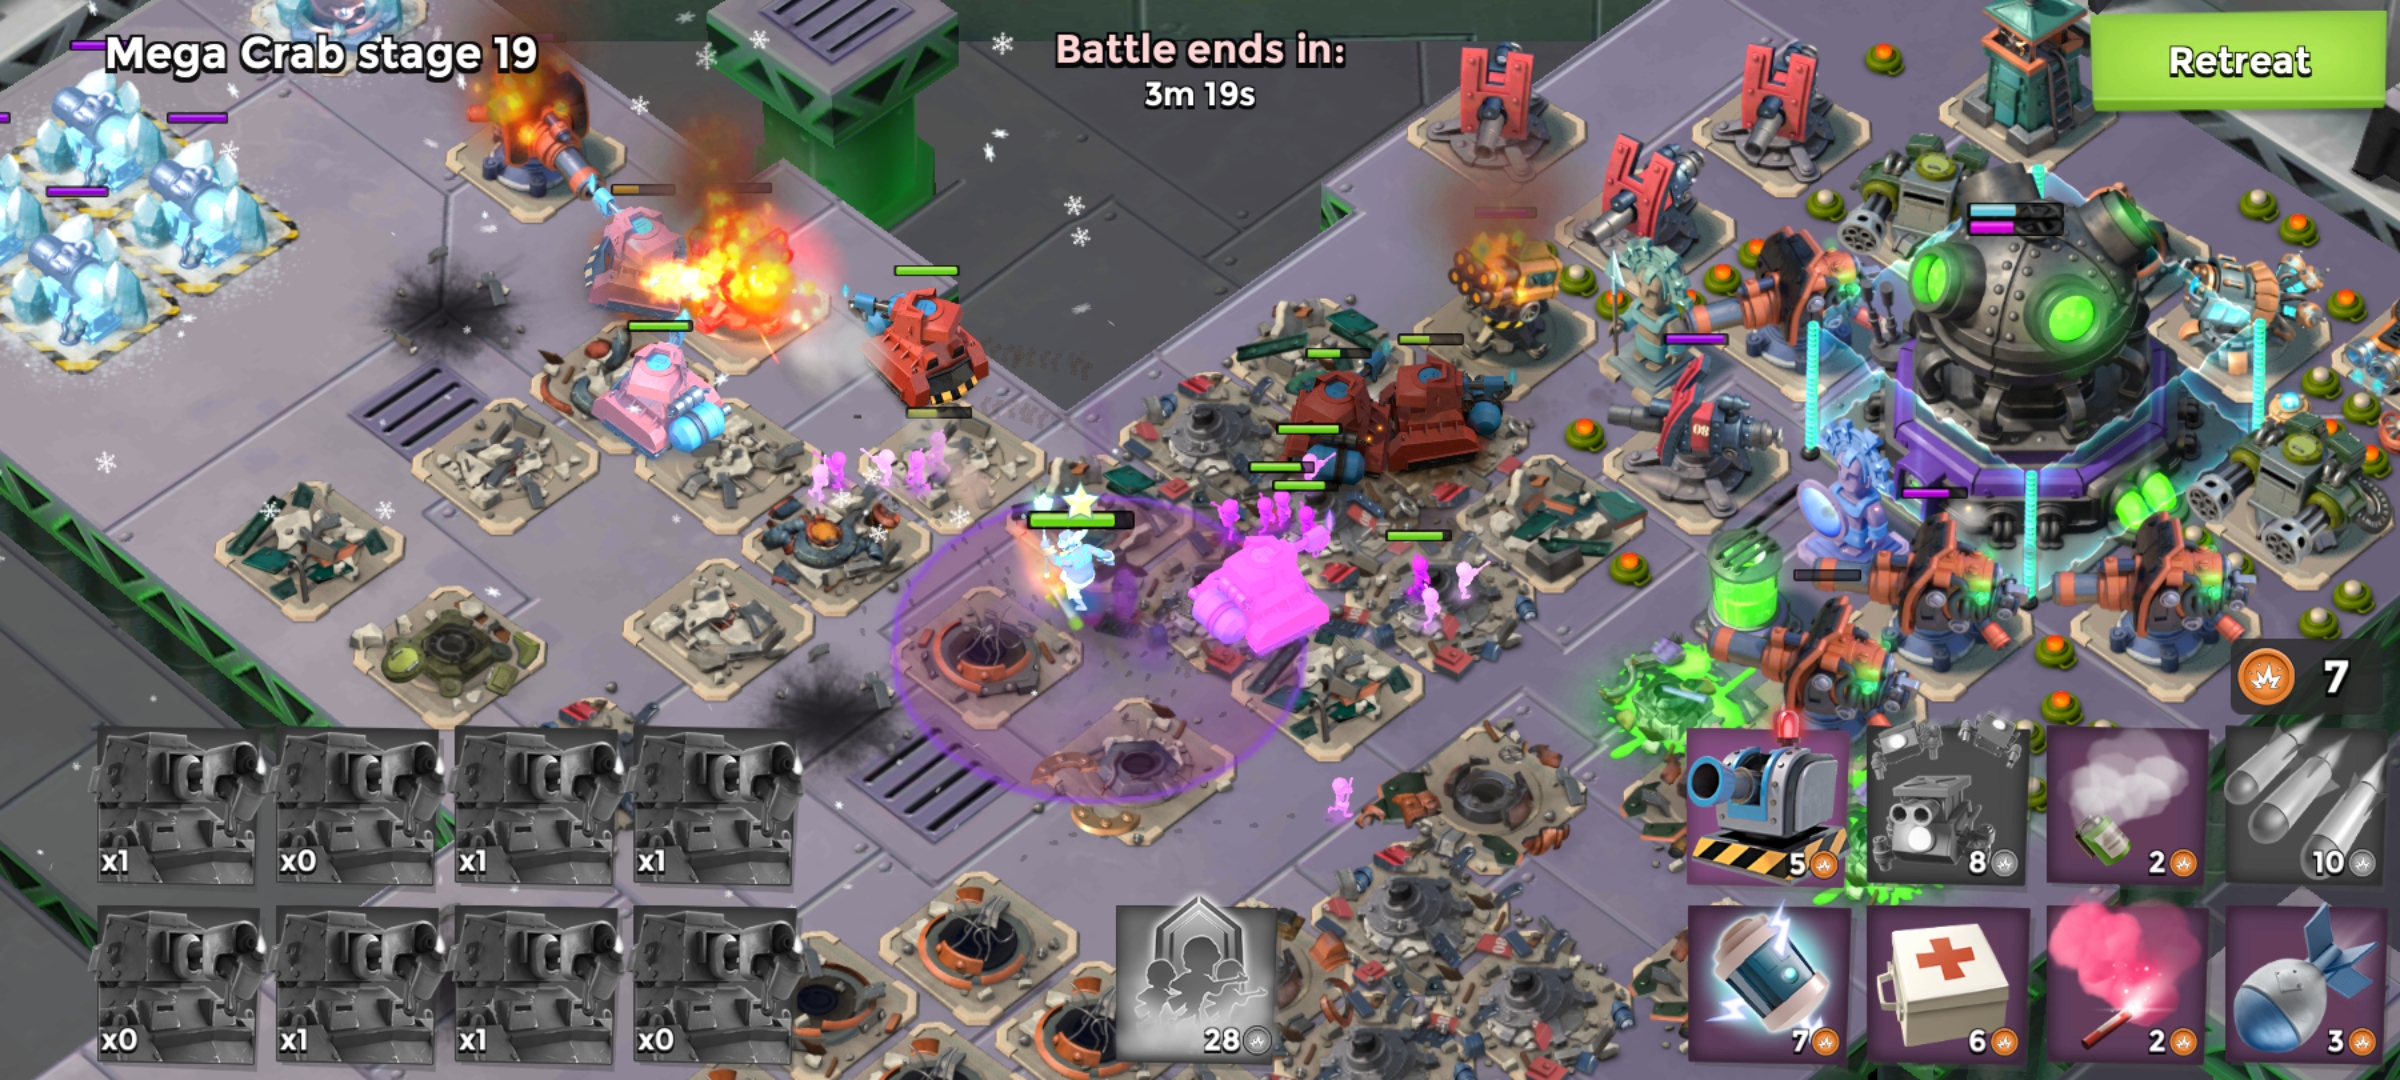 Mega Crab stage 19
Battle ends in:
3m 19s
Retreat
08
7
x1
x0
x1
x1
5
8
2
10
x0
x1
x1
x0
28
7
6
2
3